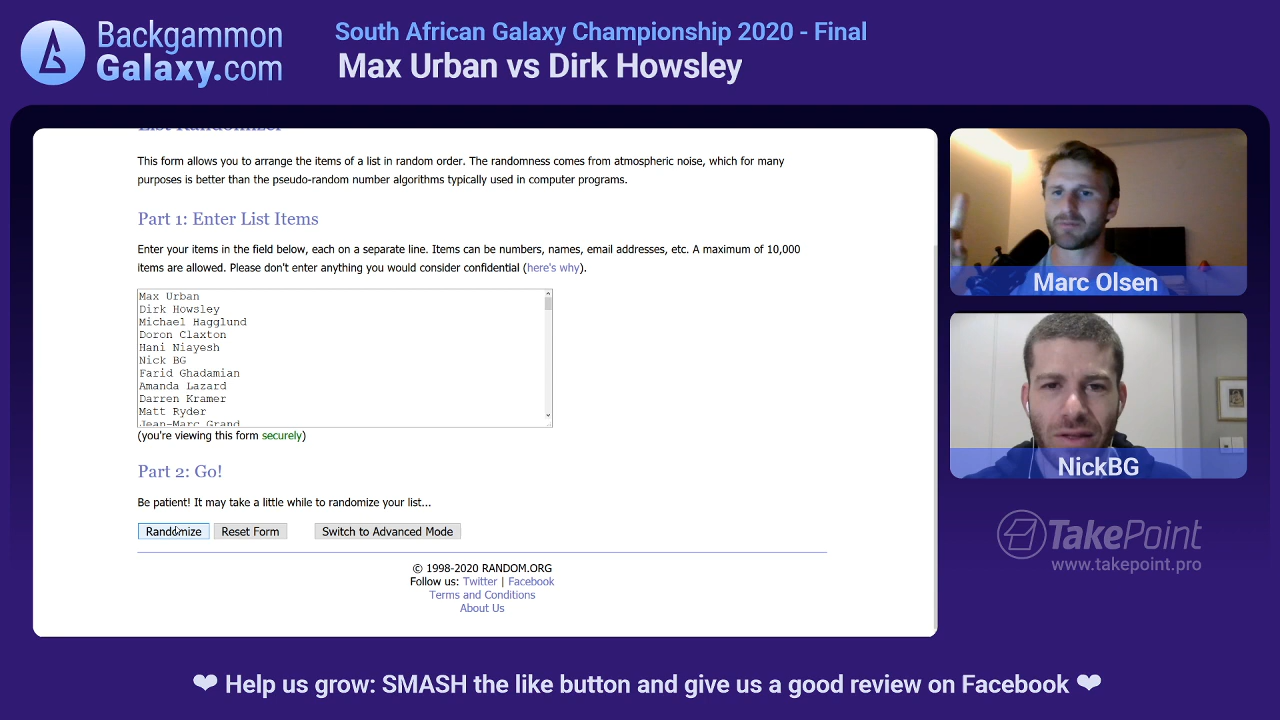 Backgammon
Galaxy.com
South African Galaxy Championship 2020 - Final
Max Urban vs Dirk Howsley
List Randomizer
This form allows you to arrange the items of a list in random order. The randomness comes from atmospheric noise, which for many
purposes is better than the pseudo-random number algorithms typically used in computer programs.
Part 1: Enter List Items
Enter your items in the field below, each on a separate line. Items can be numbers, names, email addresses, etc. A maximum of 10,000
items are allowed. Please don't enter anything you would consider confidential (here's why).
Max Urban
Dirk Howsley
Michael Hagglund
Doron Claxton
Hani Niayesh
Nick BG
Farid Ghadamian
Amanda Lazard
Darren Kramer
Matt Ryder
Jean-Marc Grand
(you're viewing this form securely)
Part 2: Go!
Be patient! It may take a little while to randomize your list...
Randomize Reset Form Switch to Advanced Mode
© 1998-2020 RANDOM.ORG
Follow us: Twitter | Facebook
Terms and Conditions
About Us
Marc Olsen
NickBG
TakePoint
www.takepoint.pro
❤ Help us grow: SMASH the like button and give us a good review on Facebook ❤